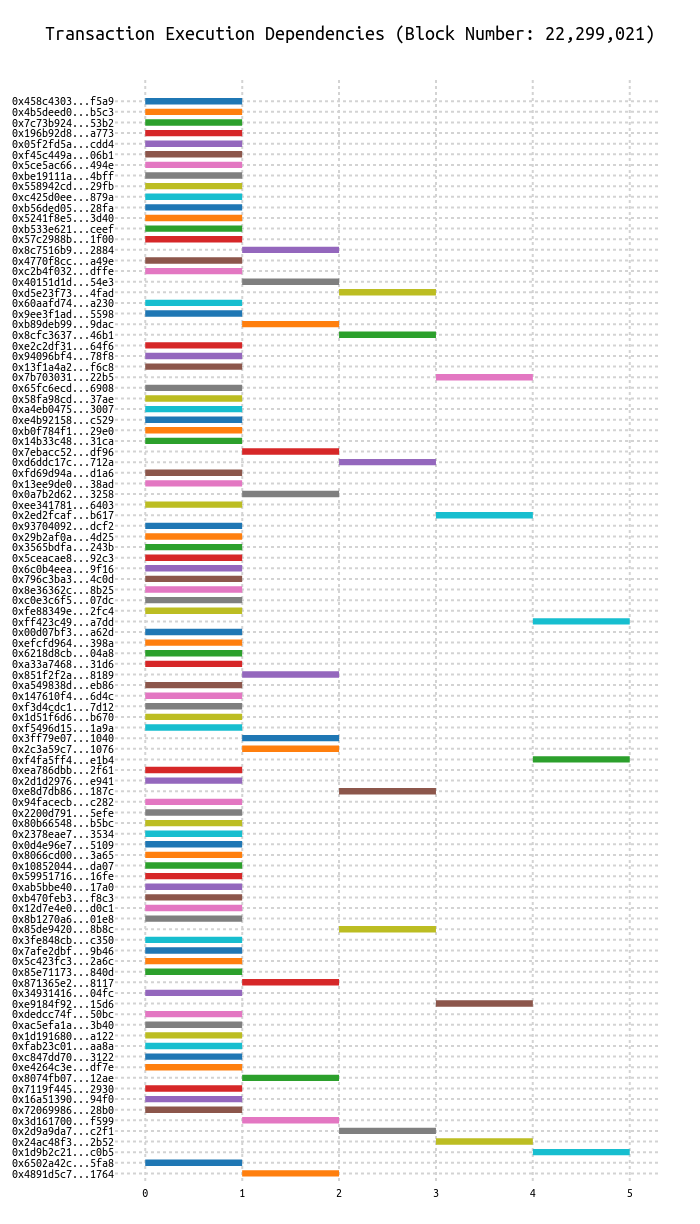 Transaction Execution Dependencies (Block Number: 22,299,021)
0x458c4303...f5a9
0x4b5deed0...b5c3
0x7c73b924...53b2
0x196b92d8...a773
0x05f2fd5a...cdd4
0xf45c449a...06b1
0x5ce5ac66...494e
0xbe19111a...4bff
0x558942cd...29fb
0xc425d0ee...879a
0xb56ded05...28fa
0x5241f8e5...3d40
0xb533e621...ceef
0x57c2988b...1f00
0x8c7516b9...2884
0x4770f8cc...a49e
0xc2b4f032...dffe
0x40151d1d...54e3
0xd5e23f73...4fad
0x60aafd74...a230
0x9ee3f1ad...5598
0xb89deb99...9dac
0x8cfc3637...46b1
0xe2c2df31...64f6
0x94096bf4...78f8
0x13f1a4a2...f6c8
0x7b703031...22b5
0x65fc6ecd...6908
0x58fa98cd...37ae
0xa4eb0475...3007
0xe4b92158...c529
0xb0f784f1...29e0
0x14b33c48...31ca
0x7ebacc52...df96
0xd6ddc17c...712a
0xfd69d94a...d1a6
0x13ee9de0...38ad
0x0a7b2d62...3258
0xee341781...6403
0x2ed2fcaf...b617
0x93704092...dcf2
0x29b2af0a...4d25
0x3565bdfa...243b
0x5ceacae8...92c3
0x6c0b4eea...9f16
0x796c3ba3...4c0d
0x8e36362c...8b25
0xc0e3c6f5...07dc
0xfe88349e...2fc4
0xff423c49...a7dd
0x00d07bf3...a62d
0xefcfd964...398a
0x6218d8cb...04a8
0xa33a7468...31d6
0x851f2f2a...8189
0xa549838d...eb86
0x147610f4...6d4c
0xf3d4cdc1...7d12
0x1d51f6d6...b670
0xf5496d15...1a9a
0x3ff79e07...1040
0x2c3a59c7...1076
0xf4fa5ff4...e1b4
0xea786dbb...2f61
0x2d1d2976...e941
0xe8d7db86...187c
0x94facecb...c282
0x2200d791...5efe
0x80b66548...b5bc
0x2378eae7...3534
0x0d4e96e7...5109
0x8066cd00...3a65
0x10852044...da07
0x59951716...16fe
0xab5bbe40...17a0
0xb470feb3...f8c3
0x12d7e4e0...d0c1
0x8b1270a6...01e8
0x85de9420...8b8c
0x3fe848cb...c350
0x7afe2dbf...9b46
0x5c423fc3...2a6c
0x85e71173...840d
0x871365e2...8117
0x34931416...04fc
0xe9184f92...15d6
0xdedcc74f...50bc
0xac5efa1a...3b40
0x1d191680...a122
0xfab23c01...aa8a
0xc847dd70...3122
0xe4264c3e...df7e
0x8074fb07...12ae
0x7119f445...2930
0x16a51390...94f0
0x72069986...28b0
0x3d161700...f599
0x2d9a9da7...c2f1
0x24ac48f3...2b52
0x1d9b2c21...c0b5
0x6502a42c...5fa8
0x4891d5c7...1764
0 1 2 3 4 5